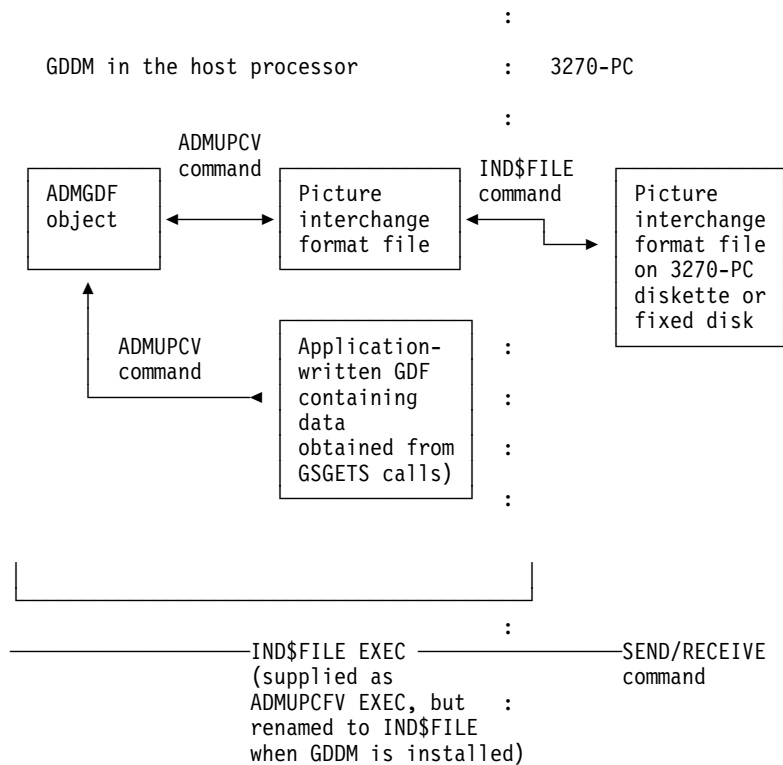 :
GDDM in the host processor : 3270-PC
:
ADMUPCV
command
IND$FILE
command
ADMGDF
object
Picture
interchange
format file
Picture
interchange
format file
on 3270-PC
diskette or
fixed disk
ADMUPCV
command
Application-
written GDF
containing
data
obtained from
GSGETS calls)
:
:
:
:
:
IND$FILE EXEC
(supplied as
ADMUPCFV EXEC, but :
renamed to IND$FILE
when GDDM is installed)
SEND/RECEIVE
command